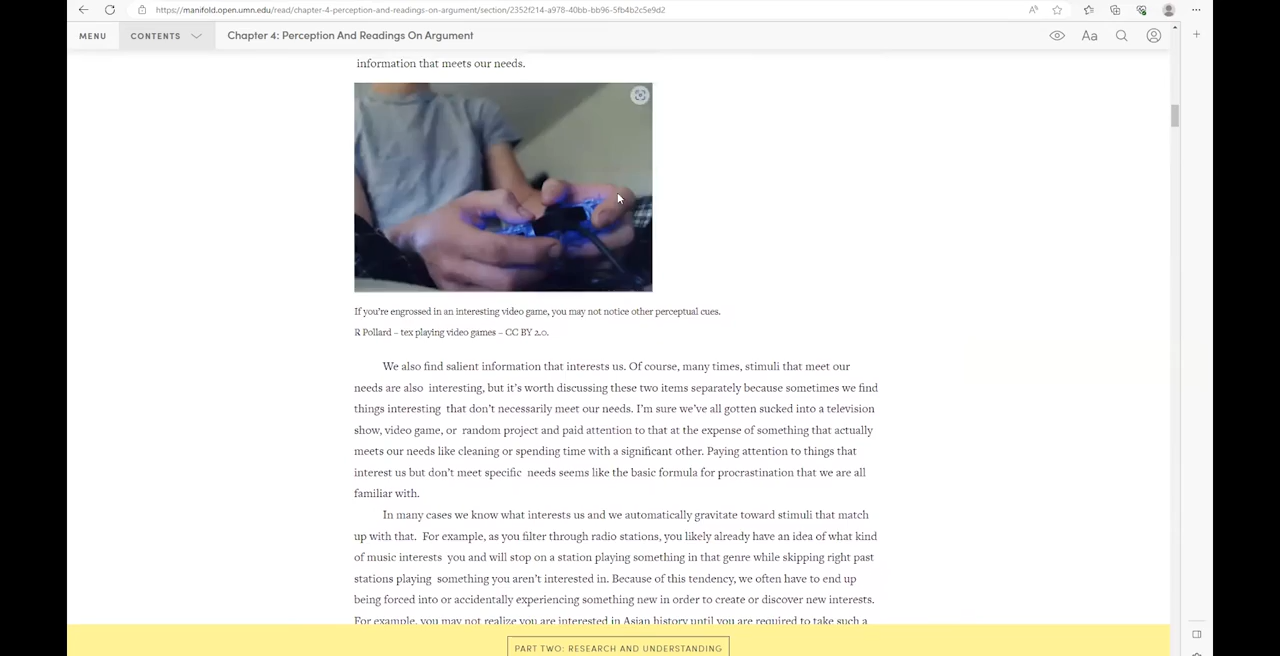 https://manifold.open.umn.edu/read/chapter-4-perception-and-readings-on-argument/section/2352f214-a978-40bb-bb96-5fb4b2c5e9d2
MENU CONTENTS Chapter 4: Perception And Readings On Argument Aa
information that meets our needs.
If you're engrossed in an interesting video game, you may not notice other perceptual cues.
R Pollard – tex playing video games – CC BY 2.0.
We also find salient information that interests us. Of course, many times, stimuli that meet our
needs are also interesting, but it's worth discussing these two items separately because sometimes we find
things interesting that don't necessarily meet our needs. I'm sure we've all gotten sucked into a television
show, video game, or random project and paid attention to that at the expense of something that actually
meets our needs like cleaning or spending time with a significant other. Paying attention to things that
interest us but don't meet specific needs seems like the basic formula for procrastination that we are all
familiar with.
In many cases we know what interests us and we automatically gravitate toward stimuli that match
up with that. For example, as you filter through radio stations, you likely already have an idea of what kind
of music interests you and will stop on a station playing something in that genre while skipping right past
stations playing something you aren't interested in. Because of this tendency, we often have to end up
being forced into or accidentally experiencing something new in order to create or discover new interests.
For example, you may not realize you are interested in Asian history until you are required to take such a
PART TWO: RESEARCH AND UNDERSTANDING